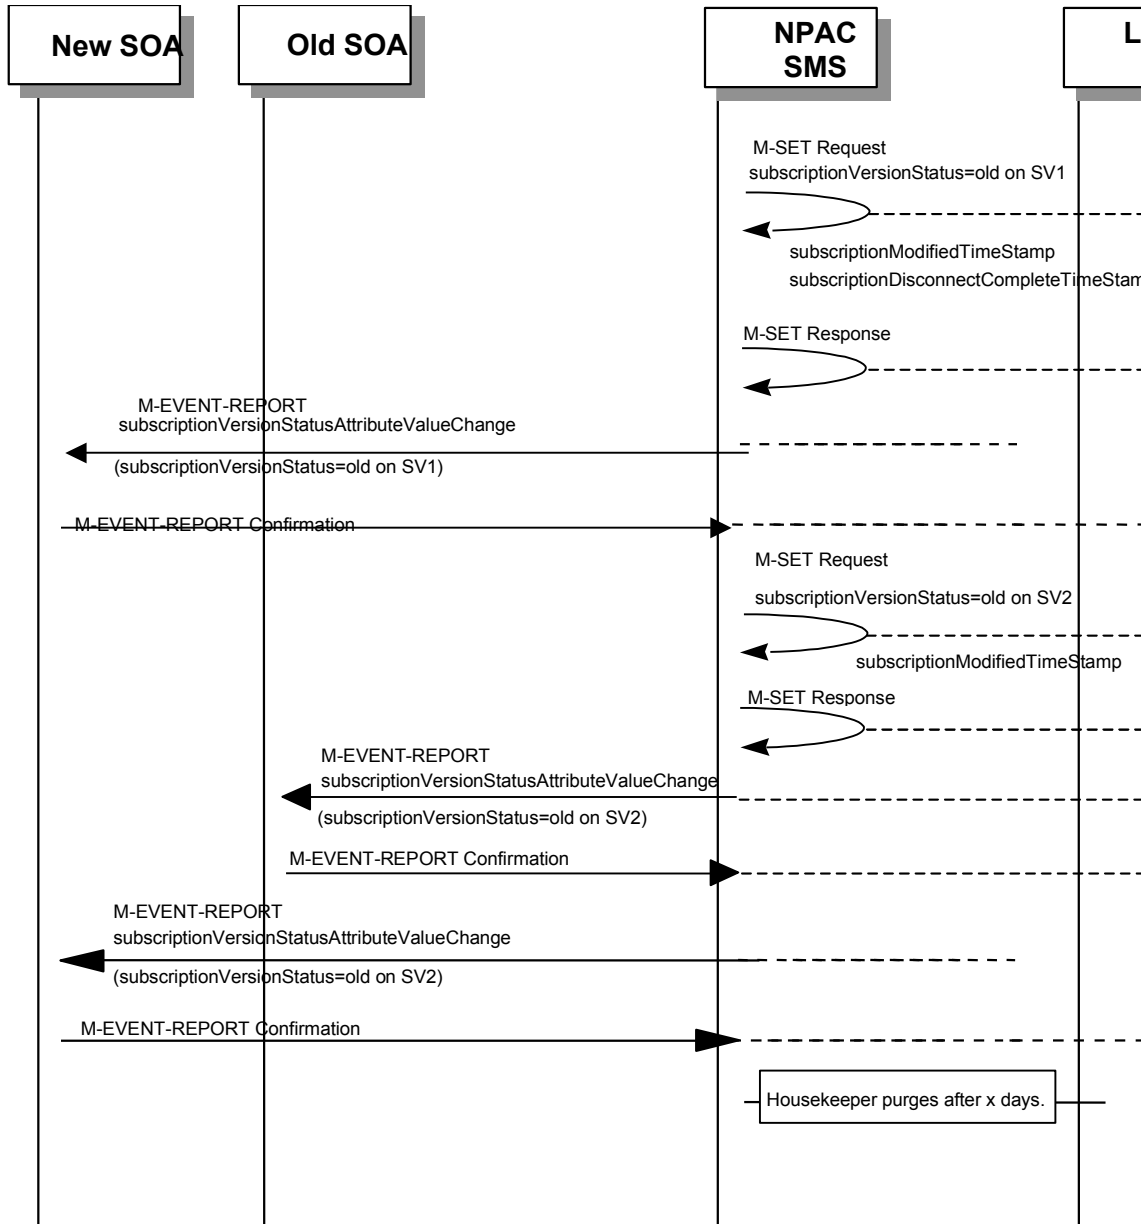 New SOA
Old SOA
NPAC
SMS
L
M-SET Request
subscriptionVersionStatus=old on SV1
subscriptionModifiedTimeStamp
subscriptionDisconnectCompleteTimeStam
M-SET Response
M-EVENT-REPORT
subscriptionVersionStatusAttributeValueChange
(subscriptionVersionStatus=old on SV1)
M-EVENT-REPORT Confirmation
M-SET Request
subscriptionVersionStatus=old on SV2
subscriptionModifiedTimeStamp
M-SET Response
M-EVENT-REPORT
subscriptionVersionStatusAttributeValueChange
(subscriptionVersionStatus=old on SV2)
M-EVENT-REPORT Confirmation
M-EVENT-REPORT
subscriptionVersionStatusAttributeValueChange
(subscriptionVersionStatus=old on SV2)
M-EVENT-REPORT Confirmation
Housekeeper purges after x days.